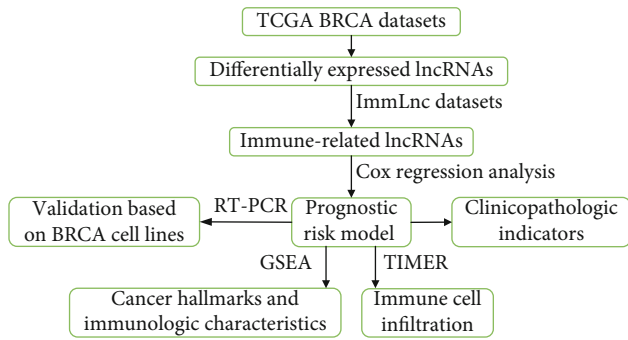 TCGA BRCA datasets
Differentially expressed lncRNAs
ImmLnc datasets
Immune-related lncRNAs
Cox regression analysis
Validation based
on BRCA cell lines
RT-PCR
Prognostic
risk model
Clinicopathologic
indicators
GSEA
TIMER
Cancer hallmarks and
immunologic characteristics
Immune cell
infiltration